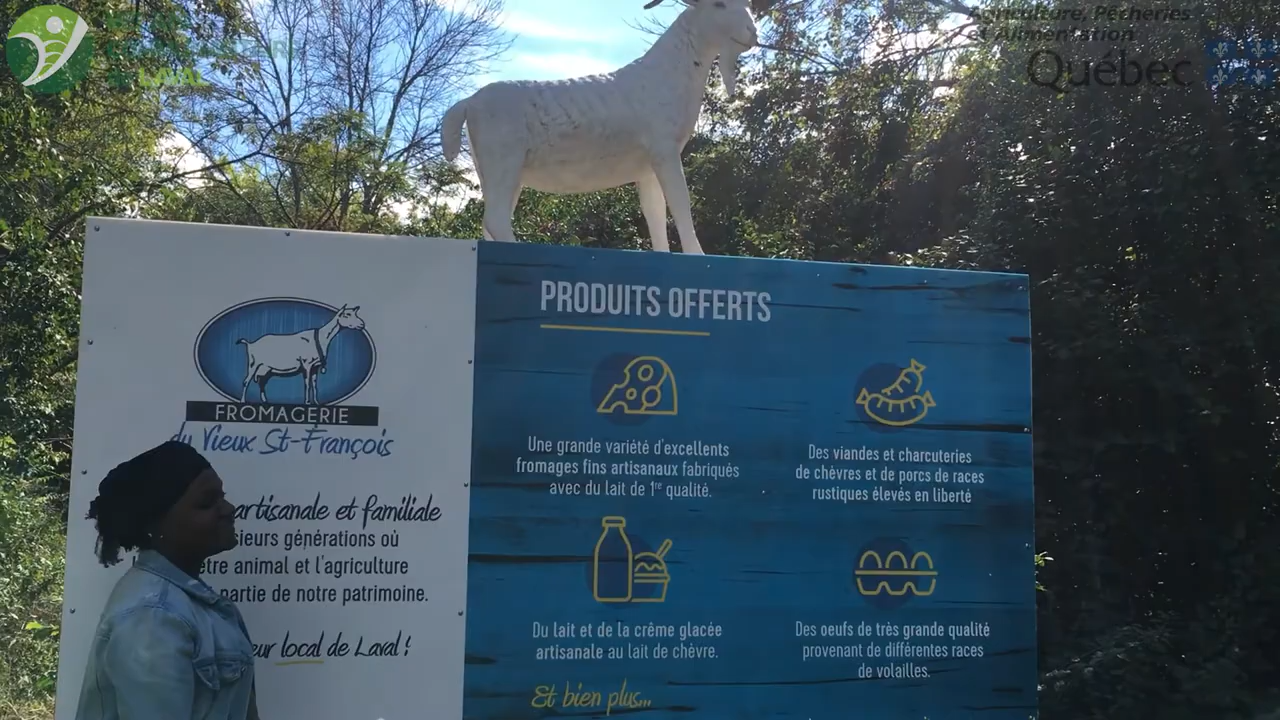 LAVAL
Agriculture, Pêcheries
et Alimentation
Québec
FROMAGERIE
du Vieux St-François
artisanale et familiale
sieurs générations où
être animal et l'agriculture
partie de notre patrimoine.
eur local de Laval !
PRODUITS OFFERTS
Une grande variété d'excellents
fromages fins artisanaux fabriqués
avec du lait de 1re qualité.
Des viandes et charcuteries
de chèvres et de porcs de races
rustiques élevés en liberté
Du lait et de la crème glacée
artisanale au lait de chèvre.
Des oeufs de très grande qualité
provenant de différentes races
de volailles.
Et bien plus...